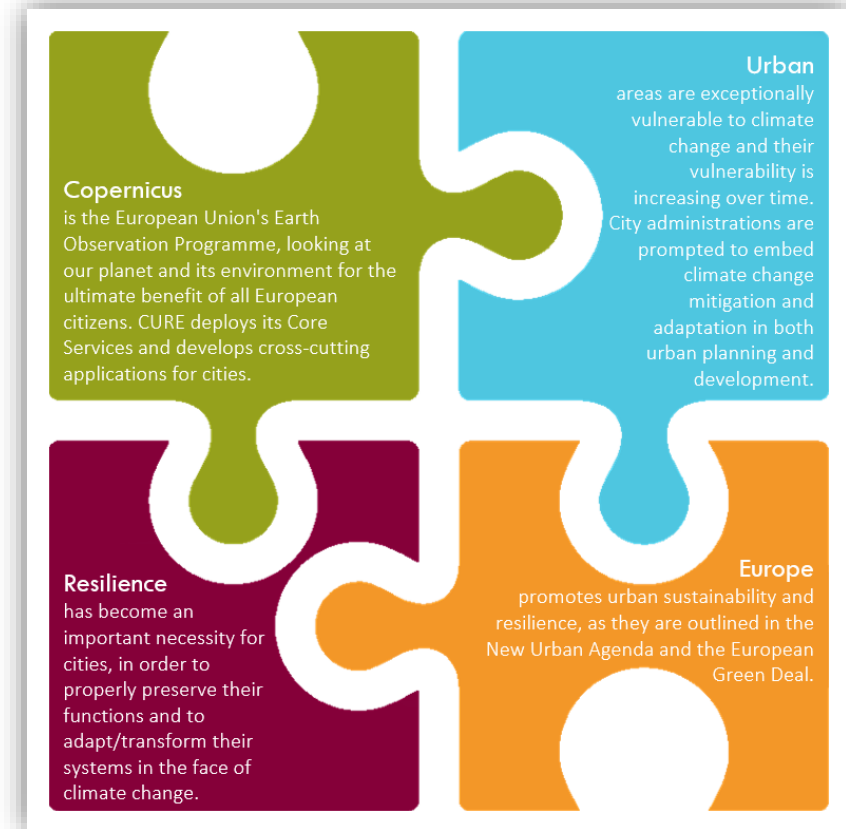 Copernicus
is the European Union's Earth
Observation Programme, looking at
our planet and its environment for the
ultimate benefit of all European
citizens. CURE deploys its Core
Services and develops cross-cutting
applications for cities.
Urban
areas are exceptionally
vulnerable to climate
change and their
vulnerability is
increasing over time.
City administrations are
prompted to embed
climate change
mitigation and
adaptation in both
urban planning and
development.
Resilience
has become an
important necessity for
cities, in order to
properly preserve their
functions and to
adapt/transform their
systems in the face of
climate change.
Europe
promotes urban sustainability and
resilience, as they are outlined in the
New Urban Agenda and the European
Green Deal.